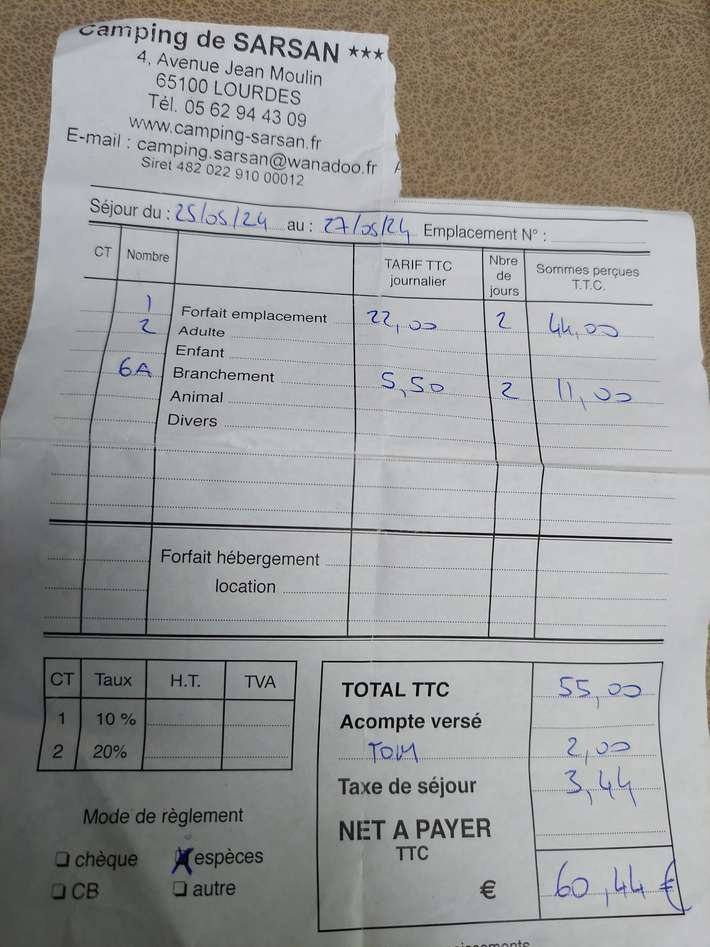 Camping de SARSAN ***
4, Avenue Jean Moulin
65100 LOURDES
Tél. 05 62 94 43 09
www.camping-sarsan.fr
E-mail : camping.sarsan@wanadoo.fr
Siret 482 022 910 00012
Séjour du : 25/05/24 au : 27/05/24 Emplacement N° :
CT Nombre TARIF TTC journalier Nbre de jours Sommes perçues T.T.C.
1 Forfait emplacement 22,00 2 44,00
2 Adulte
Enfant
6A Branchement 5,50 2 11,00
Animal
Divers
Forfait hébergement
location
CT Taux H.T. TVA
1 10 %
2 20%
Mode de règlement
chèque espèces
CB autre
TOTAL TTC 55,00
Acompte versé
TOM 2,00
Taxe de séjour 3,44
NET A PAYER
TTC
€ 60,44 €